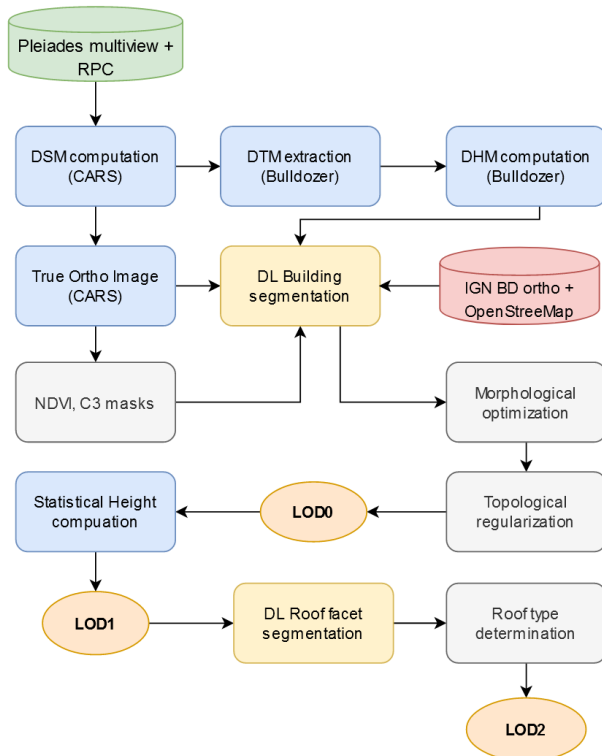 Pleiades multiview +
RPC
DSM computation
(CARS)
DTM extraction
(Bulldozer)
DHM computation
(Bulldozer)
True Ortho Image
(CARS)
DL Building
segmentation
IGN BD ortho +
OpenStreeMap
NDVI, C3 masks
Morphological
optimization
Statistical Height
compuation
LOD0
Topological
regularization
LOD1
DL Roof facet
segmentation
Roof type
determination
LOD2